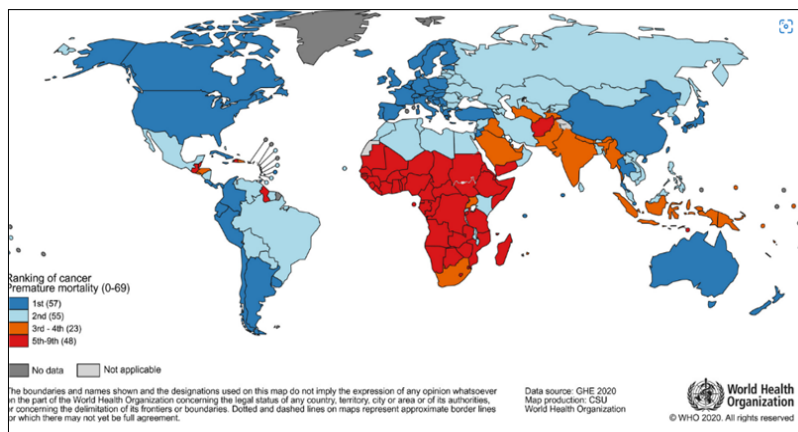 Ranking of cancer
Premature mortality (0-69)
1st (57)
2nd (55)
3rd - 4th (23)
5th-9th (48)
No data
Not applicable
The boundaries and names shown and the designations used on this map do not imply the expression of any opinion whatsoever
on the part of the World Health Organization concerning the legal status of any country, territory, city or area or of its authorities,
or concerning the delimitation of its frontiers or boundaries. Dotted and dashed lines on maps represent approximate border lines
for which there may not yet be full agreement.
Data source: GHE 2020
Map production: CSU
World Health Organization
World Health
Organization
© WHO 2020. All rights reserved